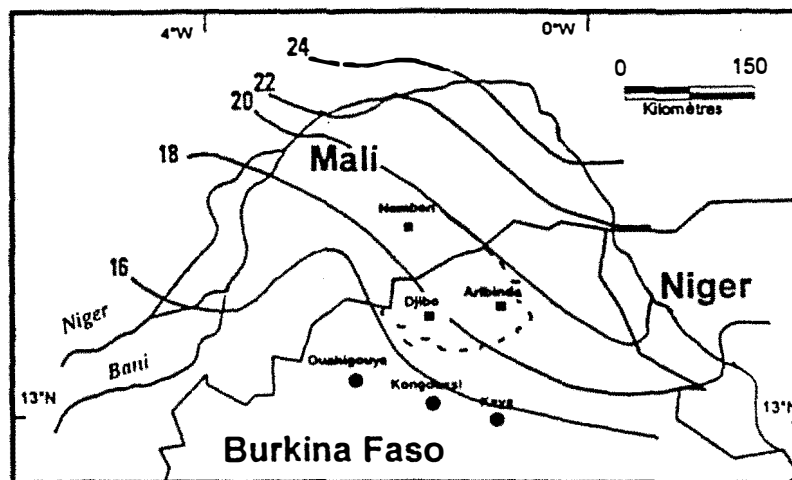 4°W
0°W
24
0 150
Kilomètres
22
20
18
Mali
16
Djibo
Aribinda
Niger
Niger
Bani
Ouahigouya
Kongoussi
Kaya
13°N
13°N
Burkina Faso